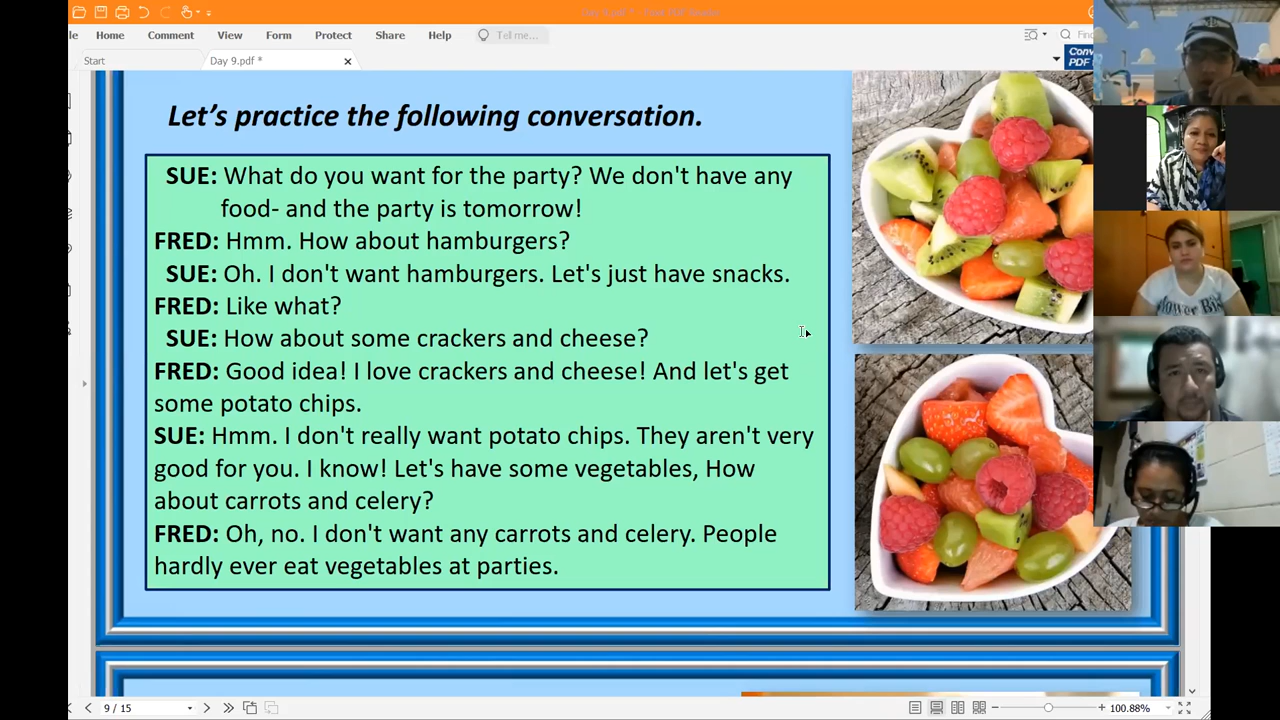 Home Comment View Form Protect Share Help Tell me...
Start Day 9.pdf *
Let's practice the following conversation.
SUE: What do you want for the party? We don't have any
food- and the party is tomorrow!
FRED: Hmm. How about hamburgers?
SUE: Oh. I don't want hamburgers. Let's just have snacks.
FRED: Like what?
SUE: How about some crackers and cheese?
FRED: Good idea! I love crackers and cheese! And let's get
some potato chips.
SUE: Hmm. I don't really want potato chips. They aren't very
good for you. I know! Let's have some vegetables, How
about carrots and celery?
FRED: Oh, no. I don't want any carrots and celery. People
hardly ever eat vegetables at parties.
9 / 15
100.88%